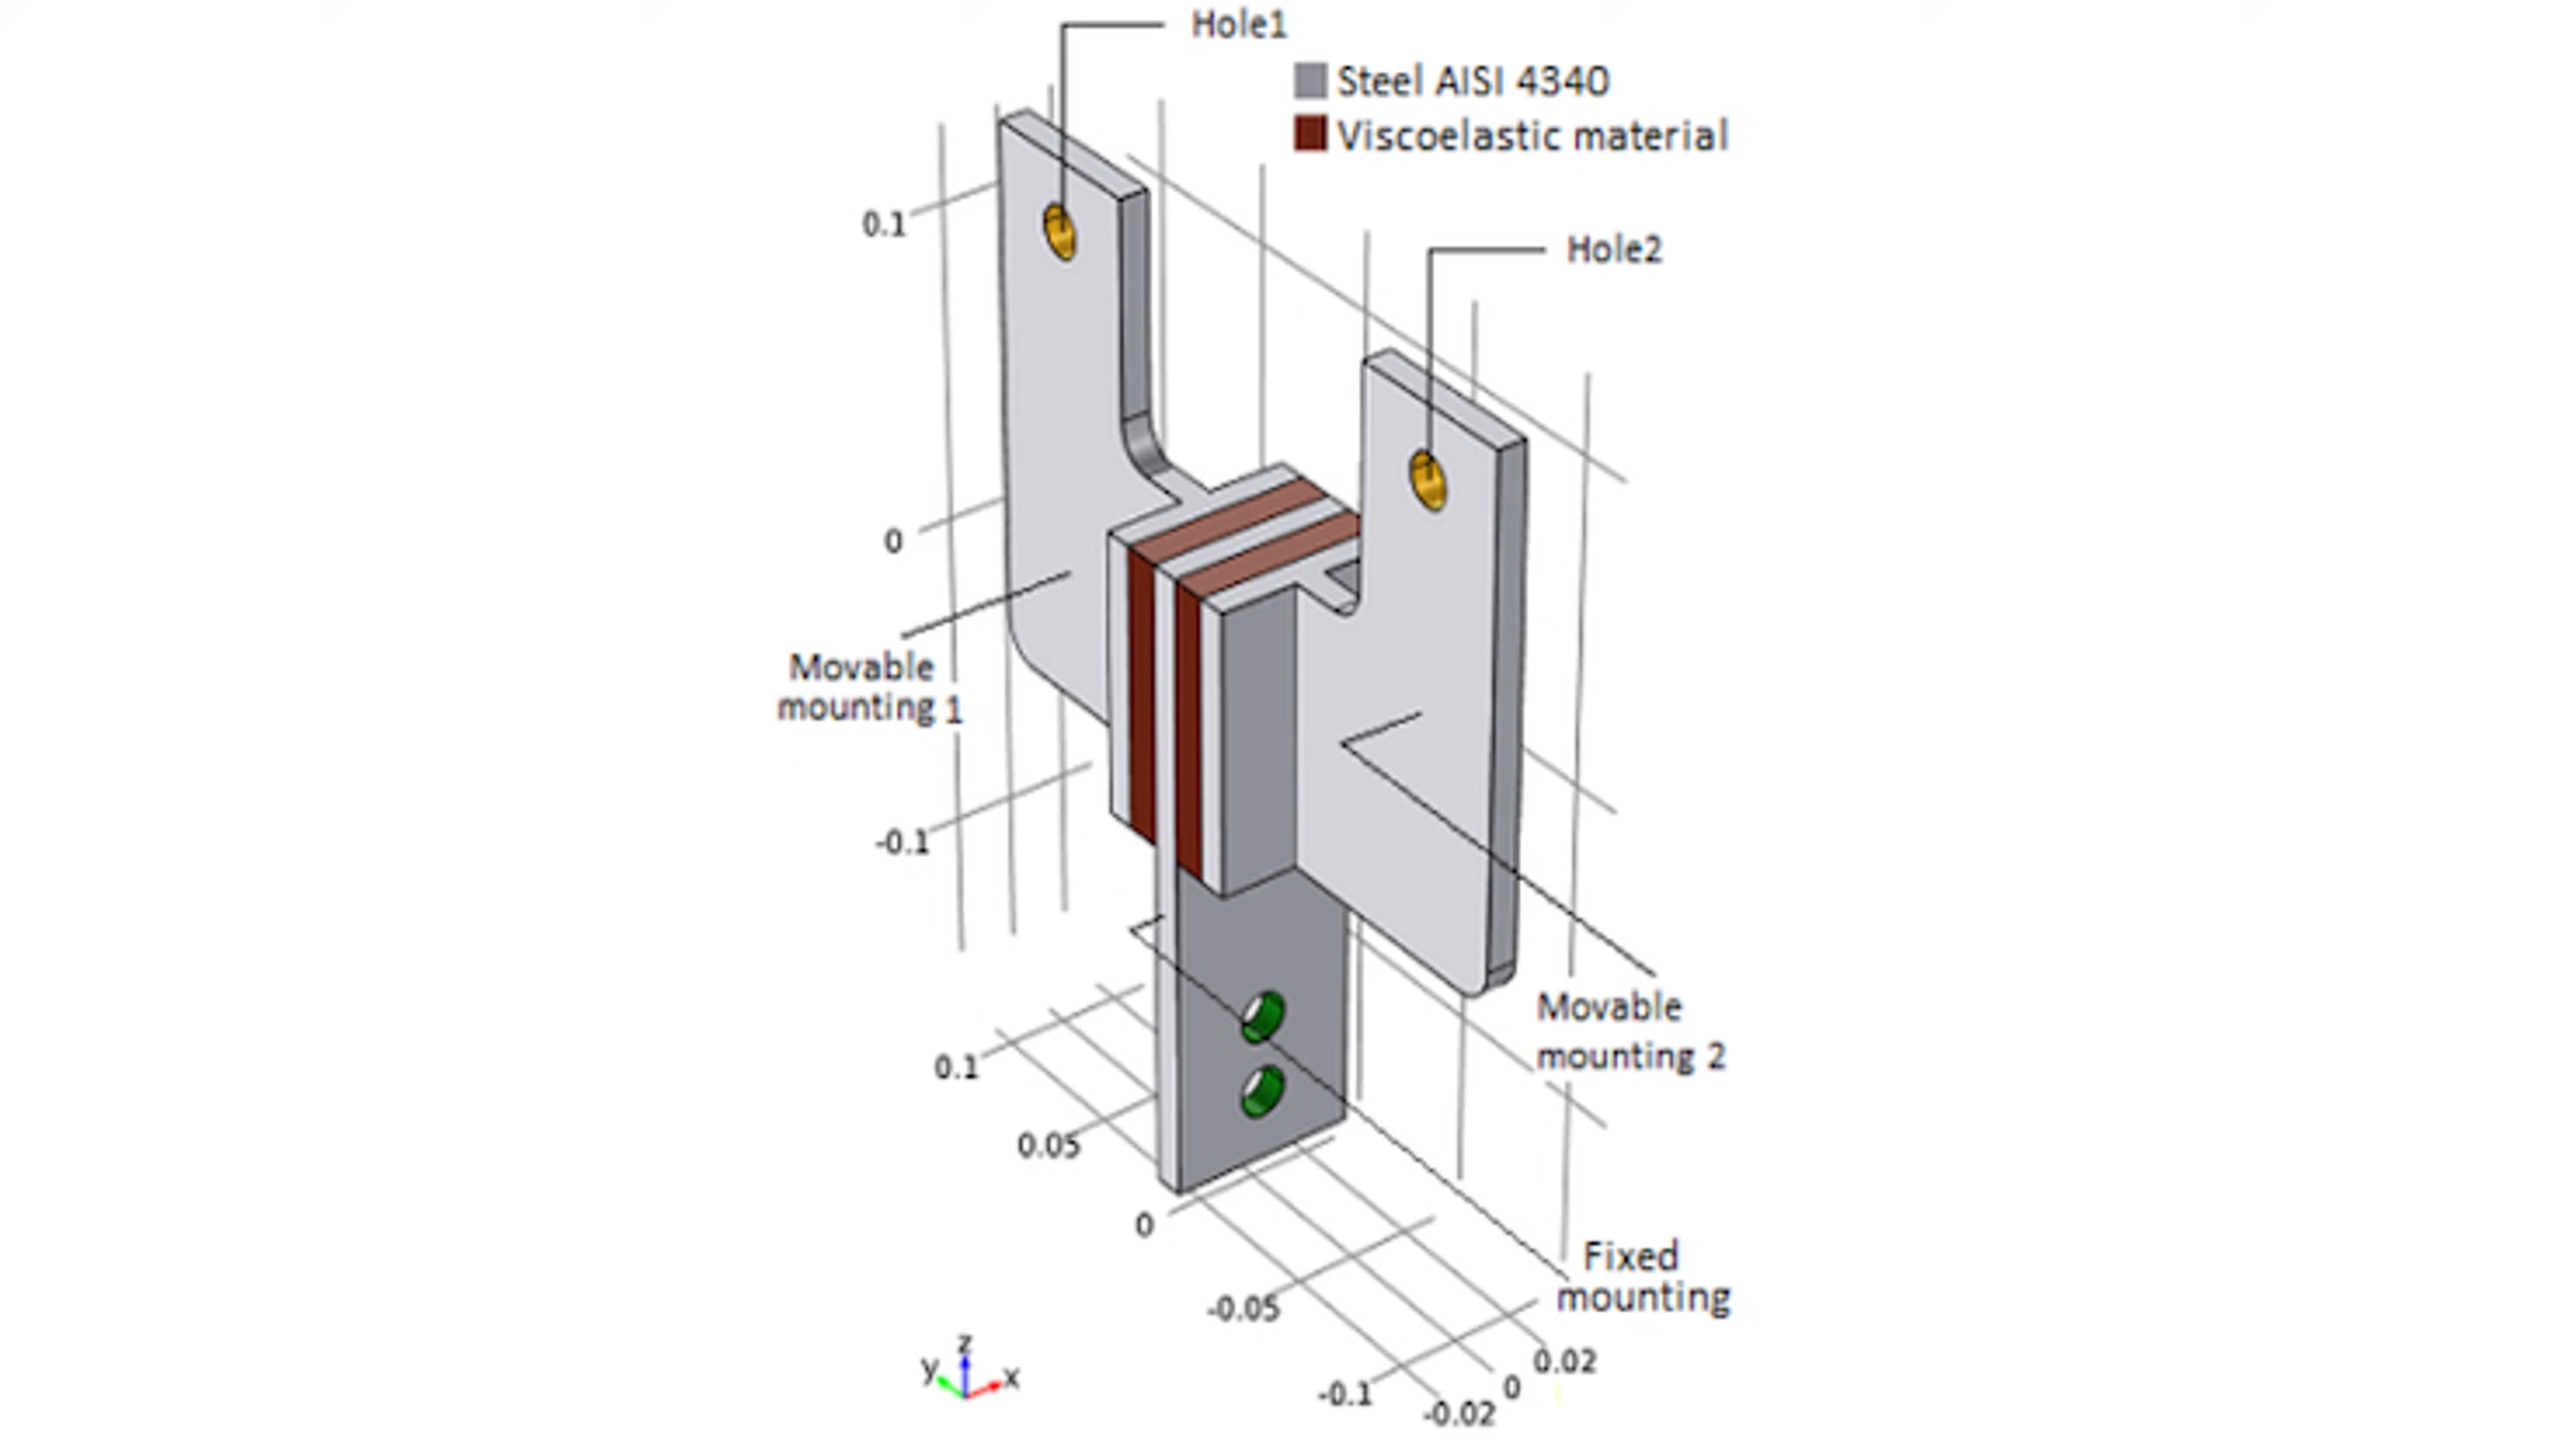 Hole1
Steel AISI 4340
Viscoelastic material
0.1
Hole2
0
Movable
mounting 1
-0.1
Movable
mounting 2
0.1
0.05
0
Fixed
mounting
-0.05
0.02
0
-0.1
-0.02
z
y
x